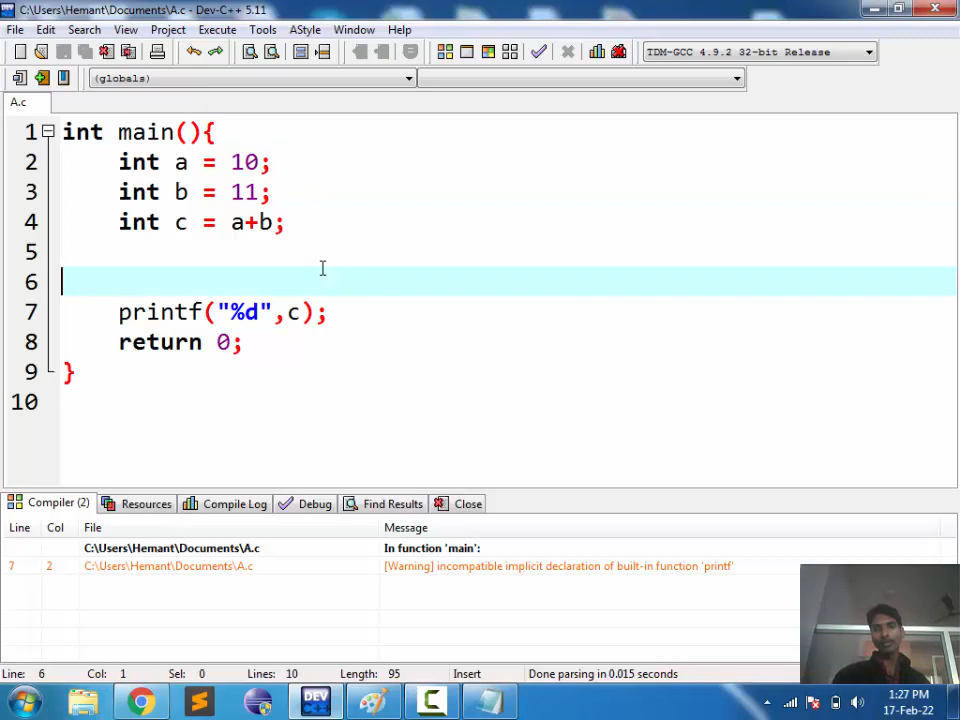 C:\Users\Hemant\Documents\A.c - Dev-C++ 5.11
File Edit Search View Project Execute Tools AStyle Window Help
TDM-GCC 4.9.2 32-bit Release
(globals)
A.c
1 int main(){
2 int a = 10;
3 int b = 11;
4 int c = a+b;
5
6
7 printf("%d",c);
8 return 0;
9 }
10
Compiler (2) Resources Compile Log Debug Find Results Close
Line Col File Message
C:\Users\Hemant\Documents\A.c In function 'main':
7 2 C:\Users\Hemant\Documents\A.c [Warning] incompatible implicit declaration of built-in function 'printf'
Line: 6 Col: 1 Sel: 0 Lines: 10 Length: 95 Insert Done parsing in 0.015 seconds
DEV
C++
1:27 PM
17-Feb-22